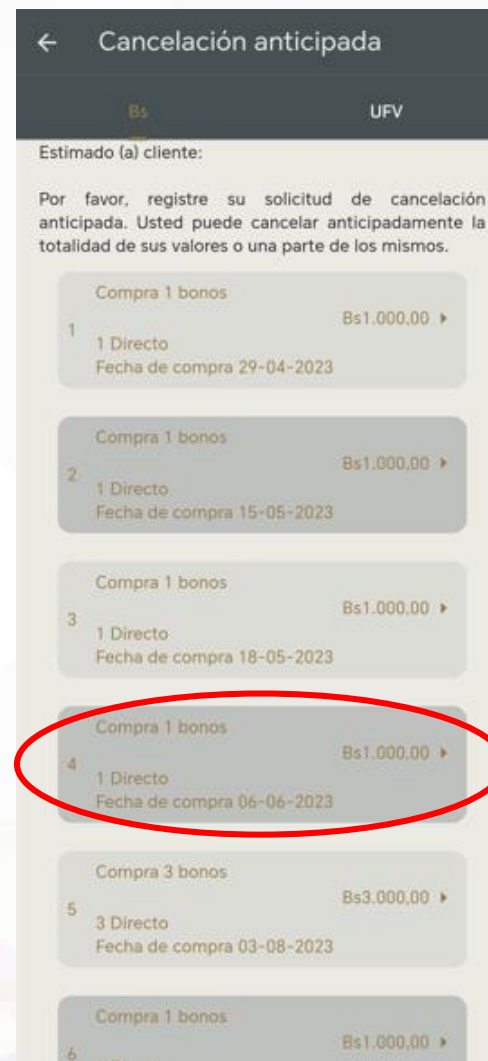 ← Cancelación anticipada
Bs UFV
Estimado (a) cliente:
Por favor, registre su solicitud de cancelación
anticipada. Usted puede cancelar anticipadamente la
totalidad de sus valores o una parte de los mismos.
Compra 1 bonos
1 Bs1.000,00
1 Directo
Fecha de compra 29-04-2023
Compra 1 bonos
2 Bs1.000,00
1 Directo
Fecha de compra 15-05-2023
Compra 1 bonos
3 Bs1.000,00
1 Directo
Fecha de compra 18-05-2023
Compra 1 bonos
4 Bs1.000,00
1 Directo
Fecha de compra 06-06-2023
Compra 3 bonos
5 Bs3.000,00
3 Directo
Fecha de compra 03-08-2023
Compra 1 bonos
6 Bs1.000,00